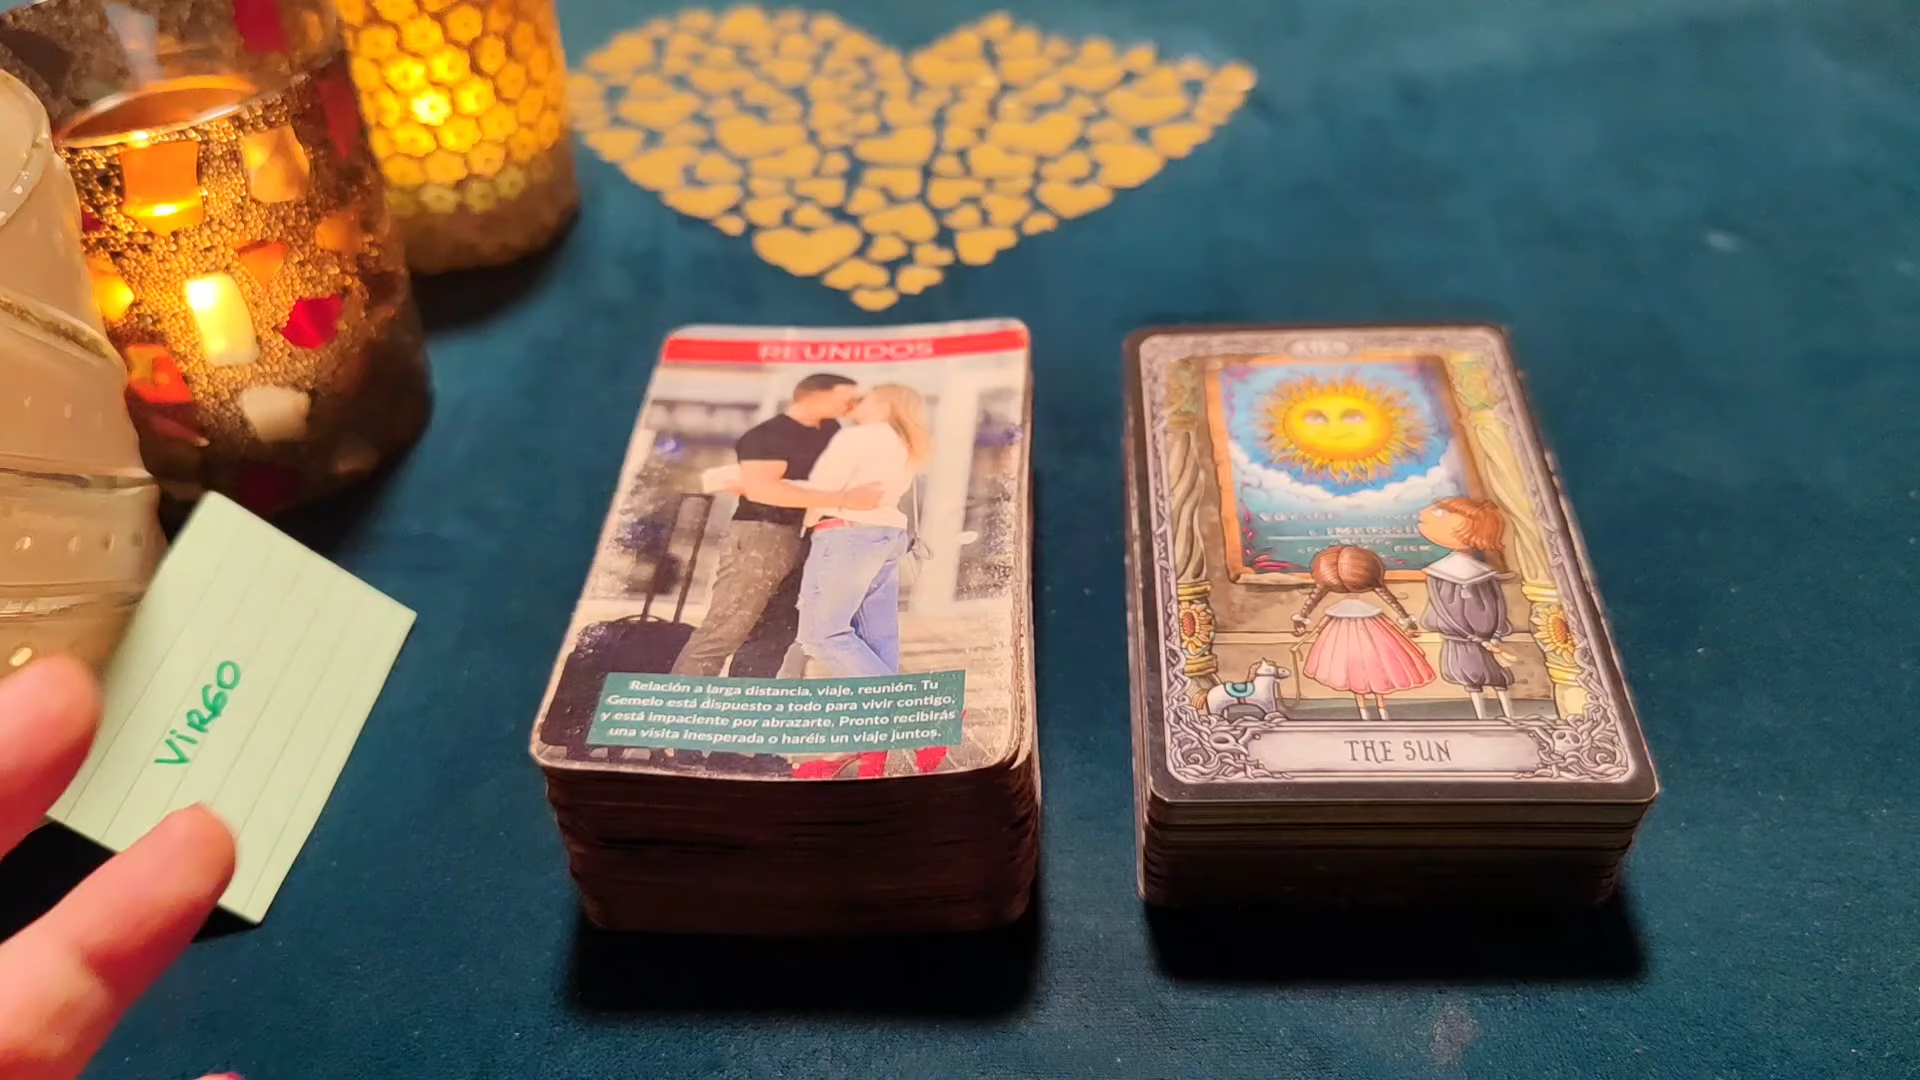 VIRGO
REUNIDOS
Relación a larga distancia, viaje, reunión. Tu
Gemelo está dispuesto a todo para vivir contigo,
y está impaciente por abrazarte. Pronto recibirás
una visita inesperada o haréis un viaje juntos.
THE SUN